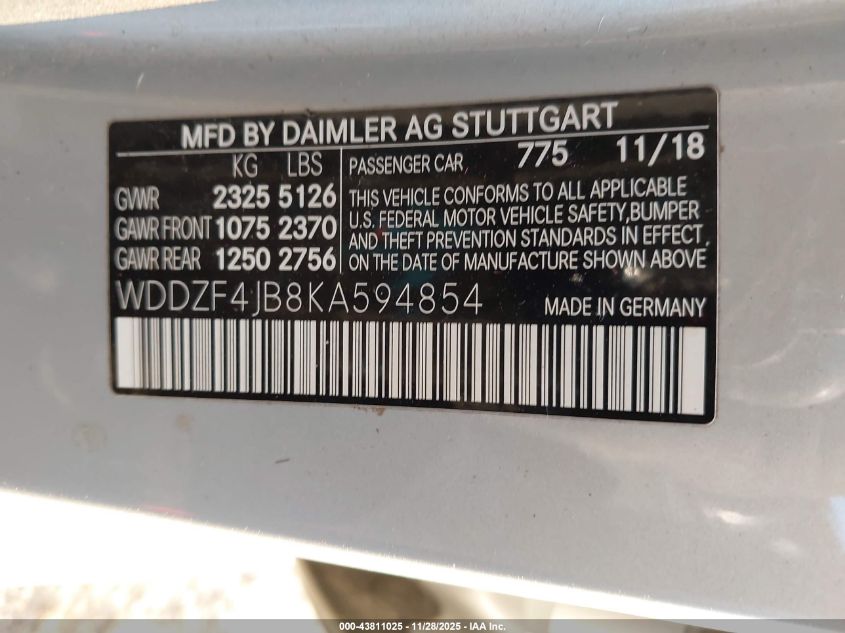 MFD BY DAIMLER AG STUTTGART
KG LBS
GVWR 2325 5126
GAWR FRONT 1075 2370
GAWR REAR 1250 2756
PASSENGER CAR 775 11/18
THIS VEHICLE CONFORMS TO ALL APPLICABLE
U.S. FEDERAL MOTOR VEHICLE SAFETY,BUMPER
AND THEFT PREVENTION STANDARDS IN EFFECT
ON THE DATE OF MANUFACTURE SHOWN ABOVE
WDDZF4JB8KA594854 MADE IN GERMANY
000-43811025 - 11/28/2025 - IAA Inc.